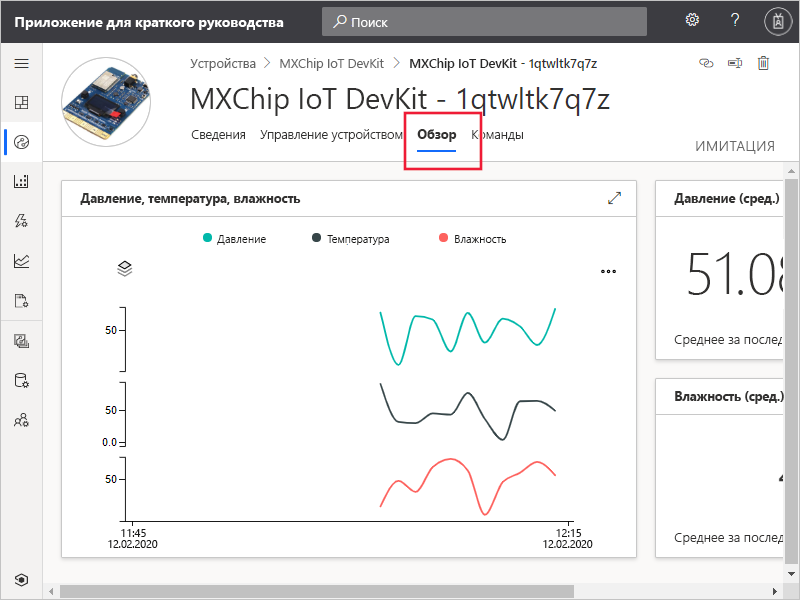 Приложение для краткого руководства
Поиск
?
Устройства > MXChip IoT DevKit > MXChip IoT DevKit - 1qtwltk7q7z
MXChip IoT DevKit - 1qtwltk7q7z
Сведения Управление устройством Обзор Команды
ИМИТАЦИЯ
Давление, температура, влажность
Давление Температура Влажность
50
50
0.0
50
11:45 12:15
12.02.2020 12.02.2020
Давление (сред.)
51.08
Среднее за послед
Влажность (сред.)
Среднее за послед